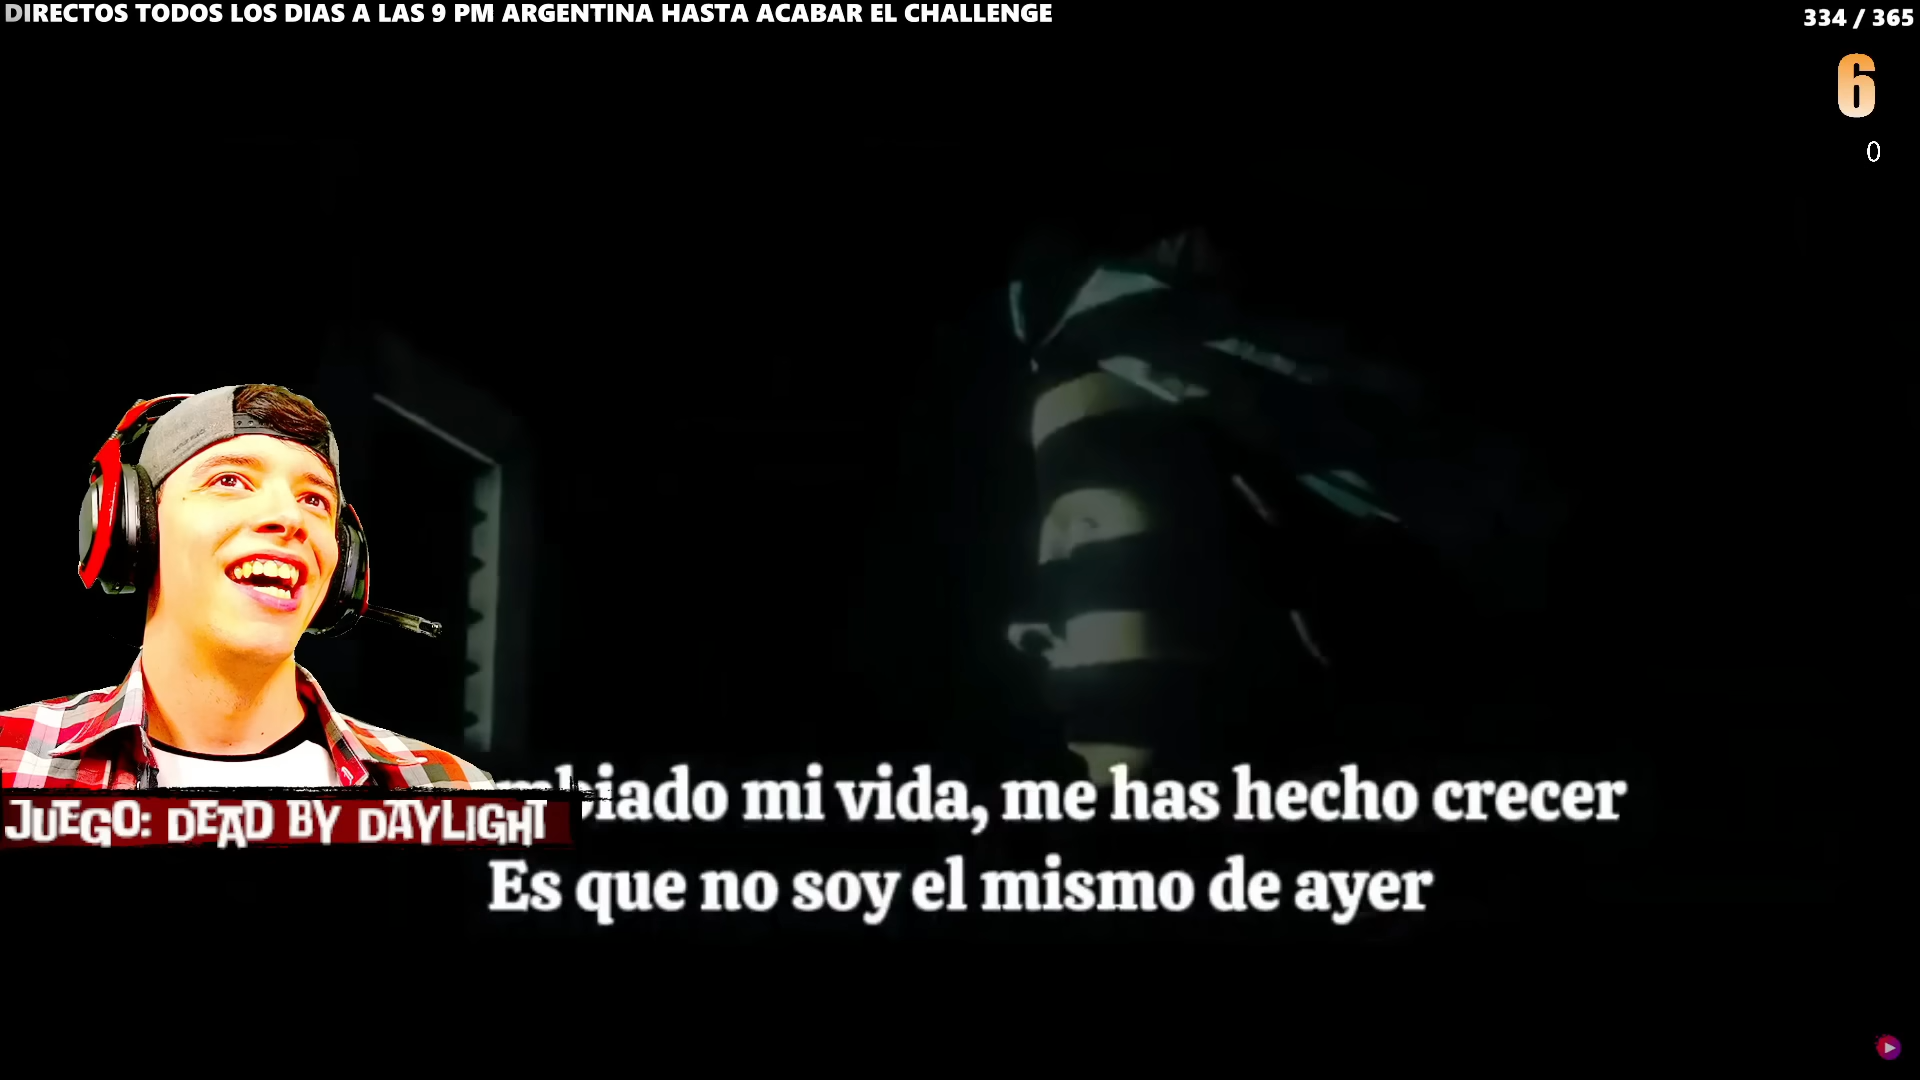 DIRECTOS TODOS LOS DIAS A LAS 9 PM ARGENTINA HASTA ACABAR EL CHALLENGE
334 / 365
6
0
JUEGO: DEAD BY DAYLIGHT
mbiado mi vida, me has hecho crecer
Es que no soy el mismo de ayer